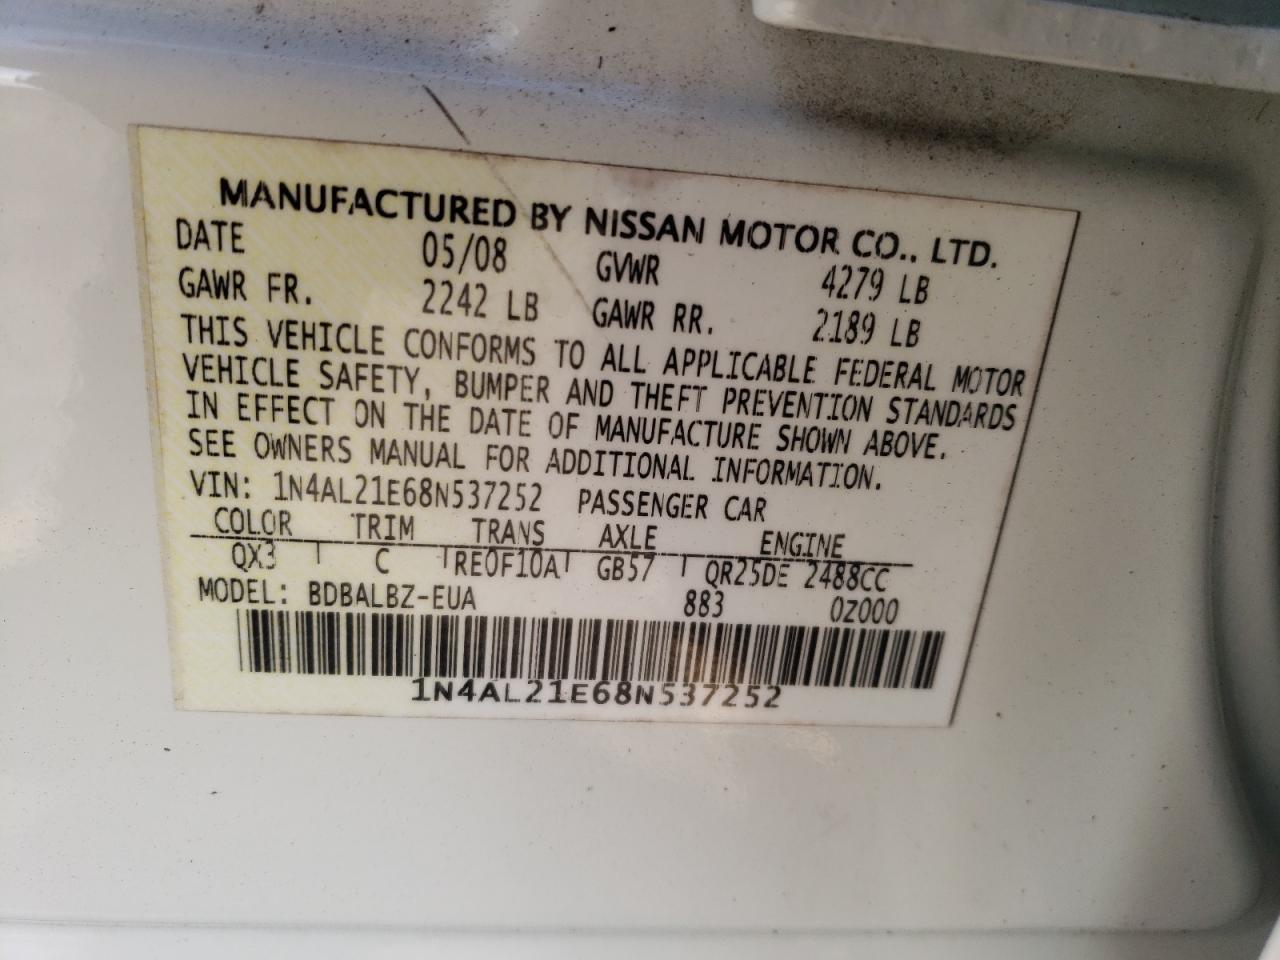 MANUFACTURED BY NISSAN MOTOR CO., LTD.
DATE 05/08 GVWR 4279 LB
GAWR FR. 2242 LB GAWR RR. 2189 LB
THIS VEHICLE CONFORMS TO ALL APPLICABLE FEDERAL MOTOR
VEHICLE SAFETY, BUMPER AND THEFT PREVENTION STANDARDS
IN EFFECT ON THE DATE OF MANUFACTURE SHOWN ABOVE.
SEE OWNERS MANUAL FOR ADDITIONAL INFORMATION.
VIN: 1N4AL21E68N537252 PASSENGER CAR
COLOR TRIM TRANS AXLE ENGINE
QX3 C RE0F10A GB57 QR25DE 2488CC
MODEL: BDBALBZ-EUA 883 0Z000
1N4AL21E68N537252